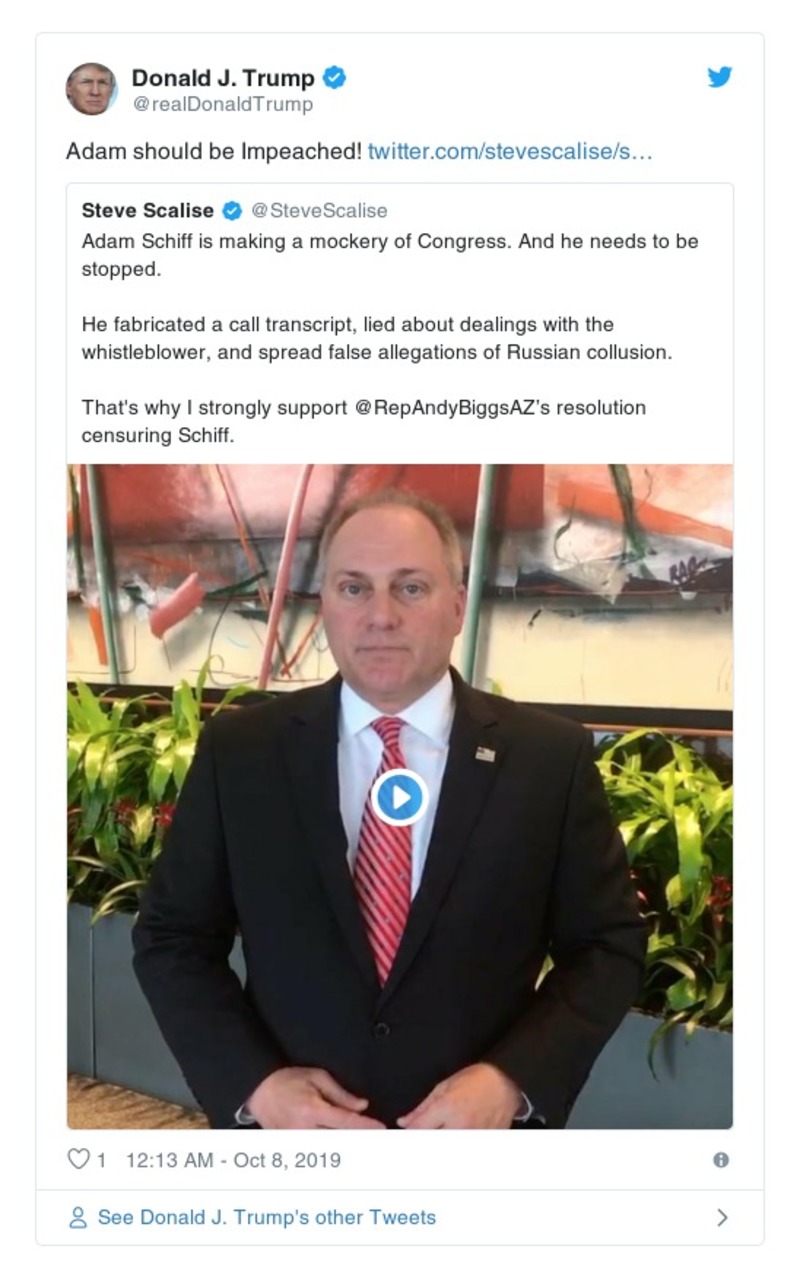 Donald J. Trump
@realDonaldTrump
Adam should be Impeached! twitter.com/stevescalise/s…
Steve Scalise @SteveScalise
Adam Schiff is making a mockery of Congress. And he needs to be
stopped.
He fabricated a call transcript, lied about dealings with the
whistleblower, and spread false allegations of Russian collusion.
That's why I strongly support @RepAndyBiggsAZ's resolution
censuring Schiff.
1 12:13 AM - Oct 8, 2019
See Donald J. Trump's other Tweets